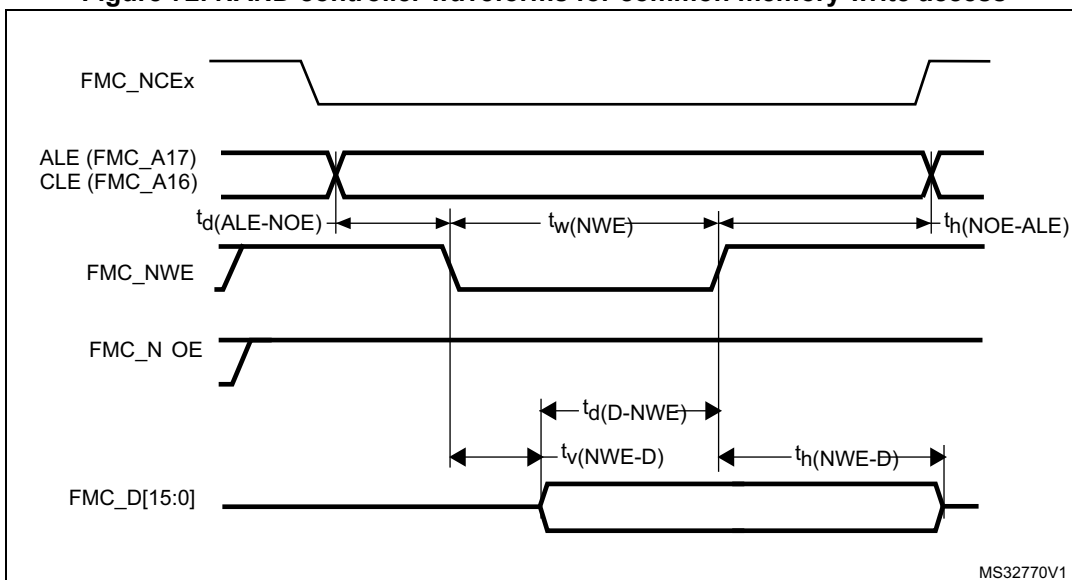 Figure 72. NAND controller waveforms for common memory write access
FMC_NCEx
ALE (FMC_A17)
CLE (FMC_A16)
td(ALE-NOE)
tw(NWE)
th(NOE-ALE)
FMC_NWE
FMC_N OE
td(D-NWE)
tv(NWE-D)
th(NWE-D)
FMC_D[15:0]
MS32770V1